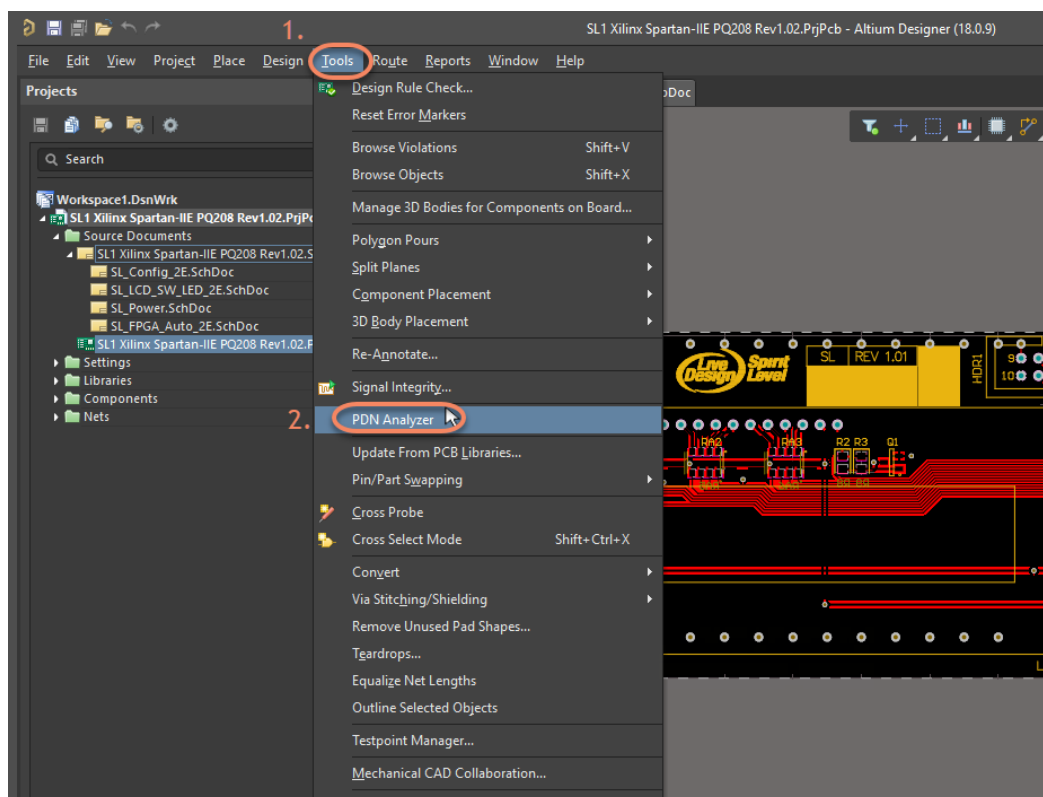 1.
SL1 Xilinx Spartan-IIE PQ208 Rev1.02.PrjPcb - Altium Designer (18.0.9)
File Edit View Project Place Design Tools Route Reports Window Help
Projects
Search
Workspace1.DsnWrk
SL1 Xilinx Spartan-IIE PQ208 Rev1.02.PrjPc
Source Documents
SL1 Xilinx Spartan-IIE PQ208 Rev1.02.S
SL_Config_2E.SchDoc
SL_LCD_SW_LED_2E.SchDoc
SL_Power.SchDoc
SL_FPGA_Auto_2E.SchDoc
SL1 Xilinx Spartan-IIE PQ208 Rev1.02.P
Settings
Libraries
Components
Nets
2.
Design Rule Check...
Reset Error Markers
Browse Violations Shift+V
Browse Objects Shift+X
Manage 3D Bodies for Components on Board...
Polygon Pours
Split Planes
Component Placement
3D Body Placement
Re-Annotate...
Signal Integrity...
PDN Analyzer
Update From PCB Libraries...
Pin/Part Swapping
Cross Probe
Cross Select Mode Shift+Ctrl+X
Convert
Via Stitching/Shielding
Remove Unused Pad Shapes...
Teardrops...
Equalize Net Lengths
Outline Selected Objects
Testpoint Manager...
Mechanical CAD Collaboration...
bDoc
Live Design
Spirit Level
SL REV 1.01
HDR1
9
10
RA2 RA3 R2 R3 Q1
L